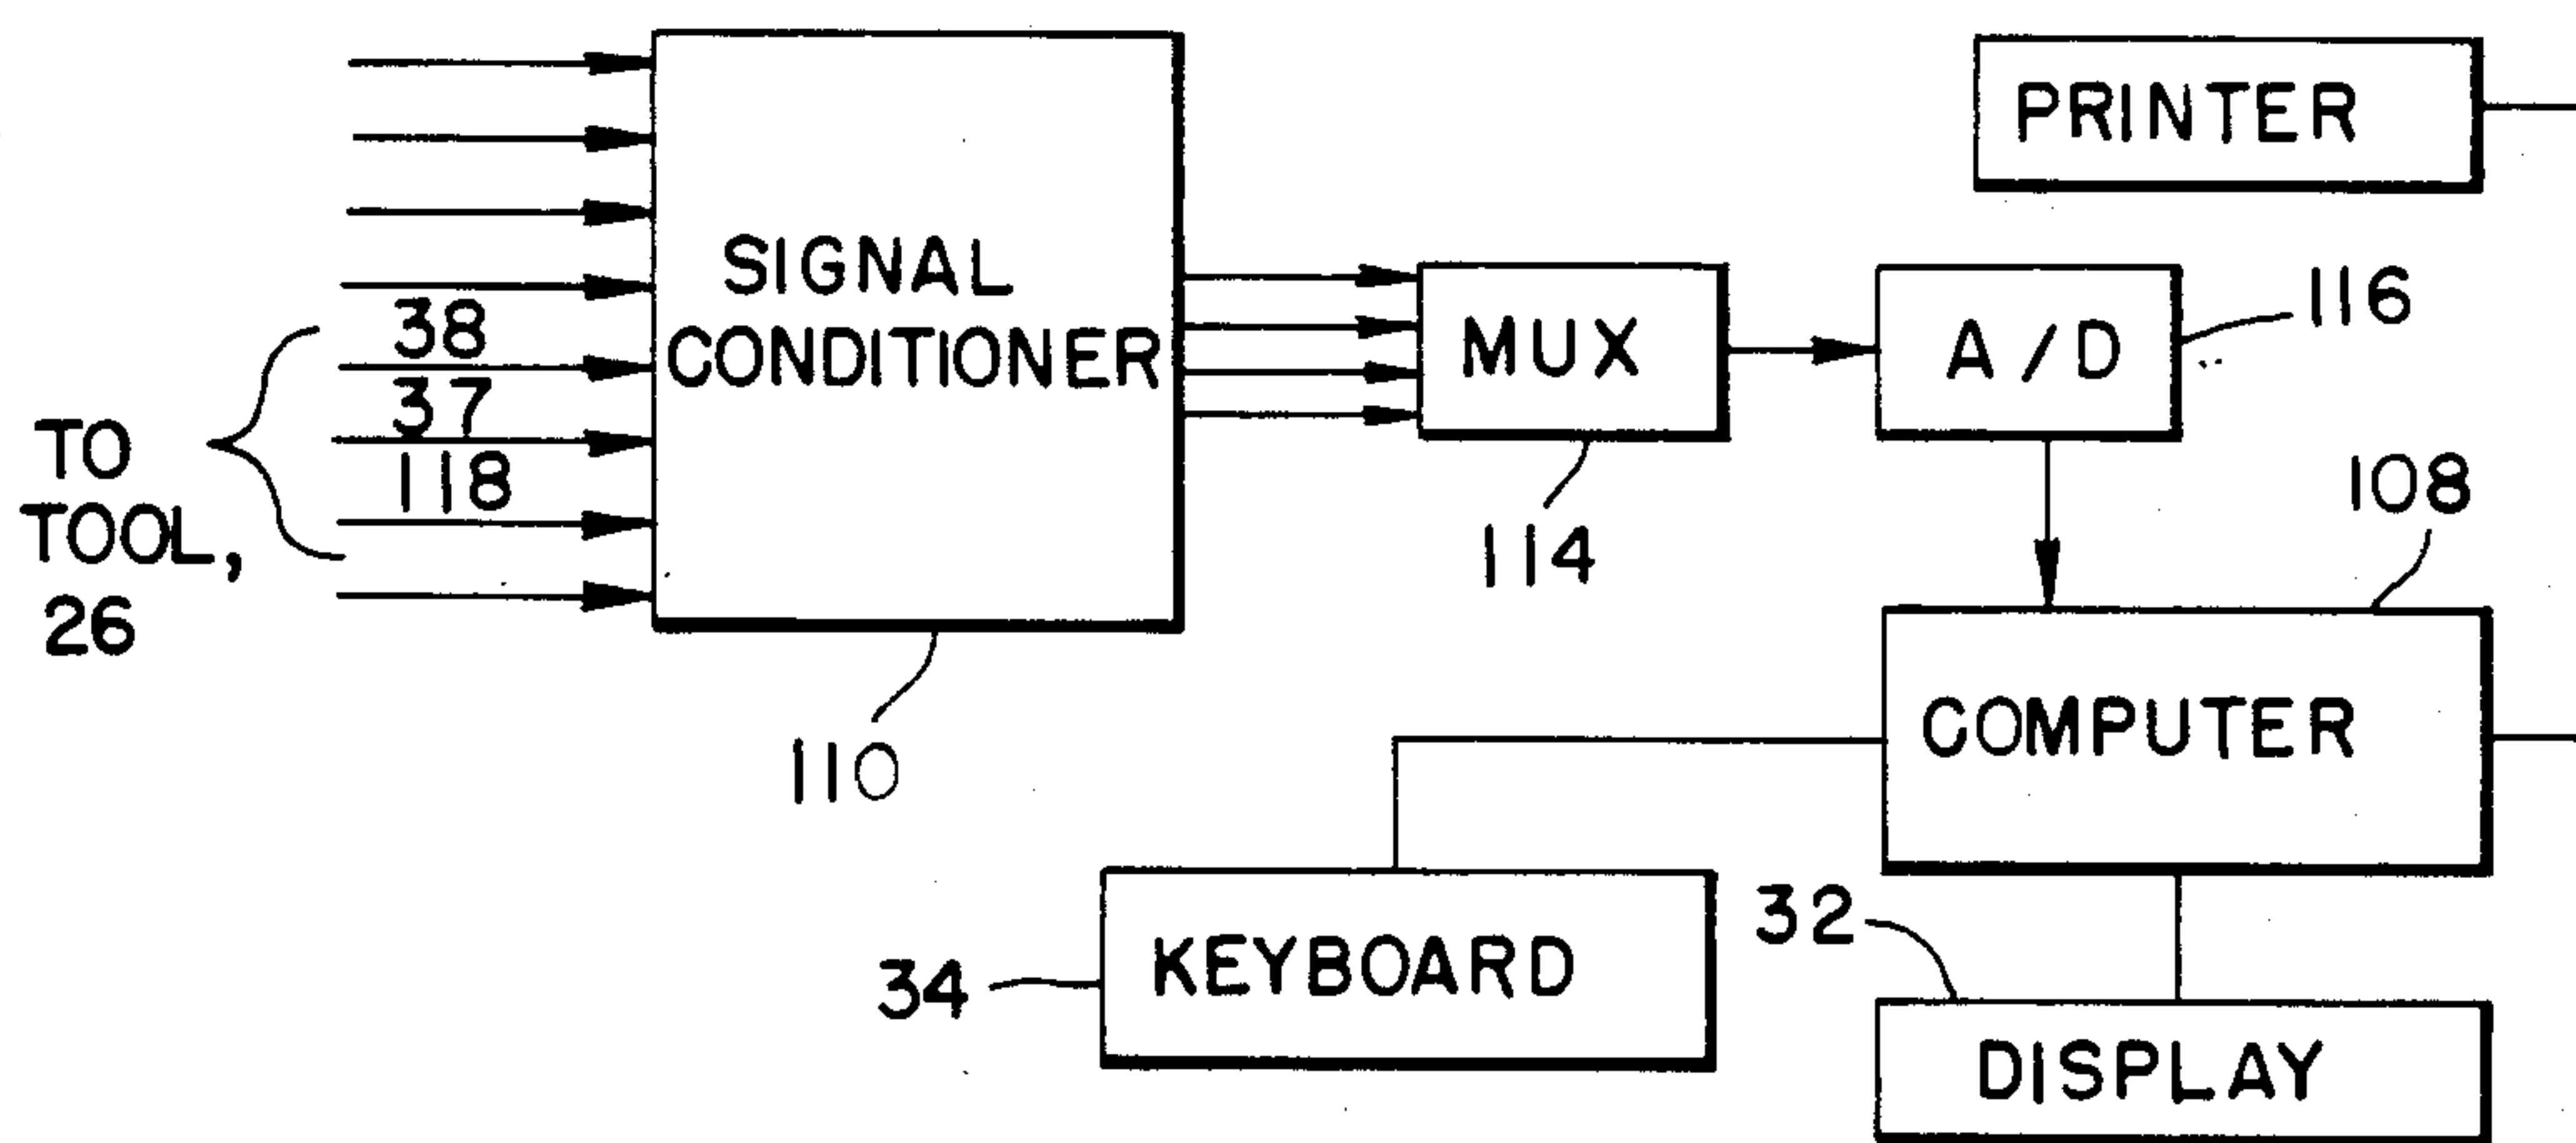 PRINTER
SIGNAL
CONDITIONER
MUX
A/D
116
38
37
118
TO
TOOL,
26
114
108
110
COMPUTER
KEYBOARD
34
32
DISPLAY